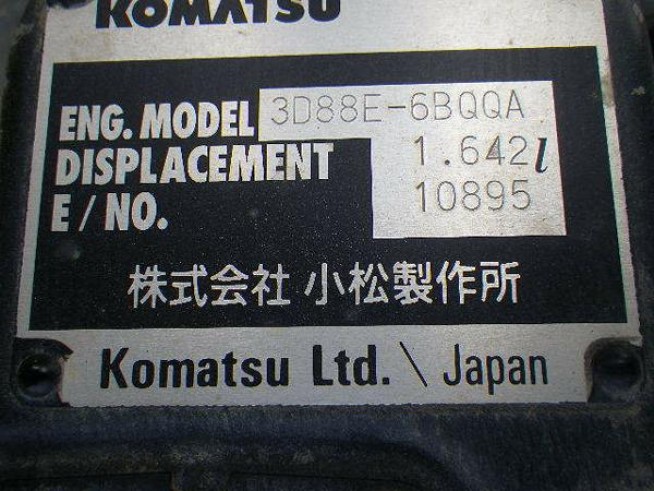 KOMATSU
ENG. MODEL 3D88E-6BQQA
DISPLACEMENT 1.642 l
E / NO. 10895
株式会社 小松製作所
Komatsu Ltd. \ Japan